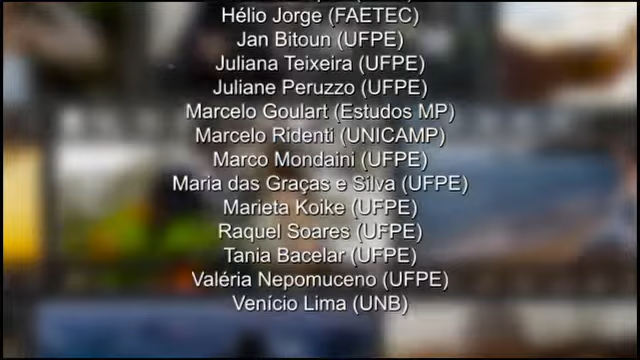 Hélio Jorge (FAETEC)
Jan Bitoun (UFPE)
Juliana Teixeira (UFPE)
Juliane Peruzzo (UFPE)
Marcelo Goulart (Estudos MP)
Marcelo Ridenti (UNICAMP)
Marco Mondaini (UFPE)
Maria das Graças e Silva (UFPE)
Marieta Koike (UFPE)
Raquel Soares (UFPE)
Tania Bacelar (UFPE)
Valéria Nepomuceno (UFPE)
Venício Lima (UNB)